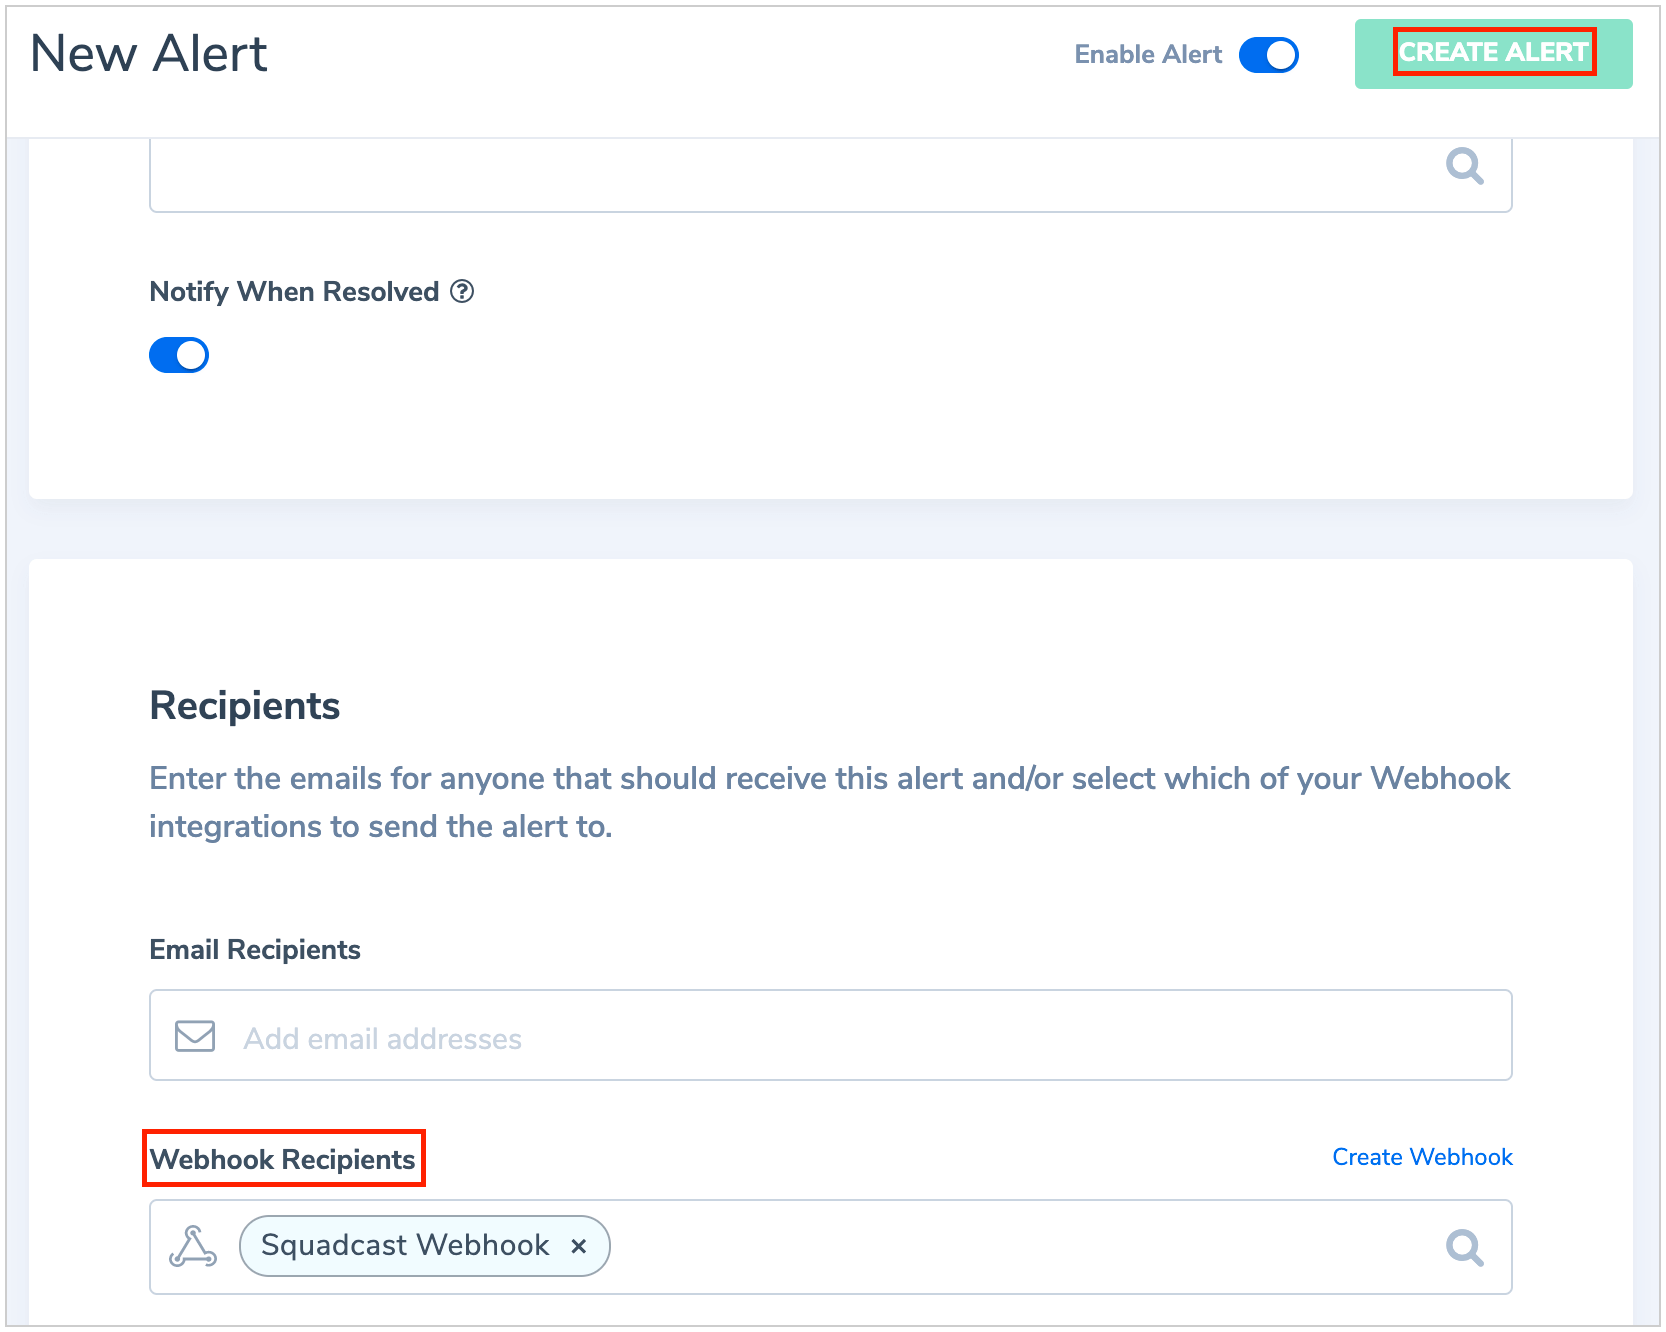 New Alert
Enable Alert
CREATE ALERT
Notify When Resolved ?
Recipients
Enter the emails for anyone that should receive this alert and/or select which of your Webhook
integrations to send the alert to.
Email Recipients
Add email addresses
Webhook Recipients
Create Webhook
Squadcast Webhook ×